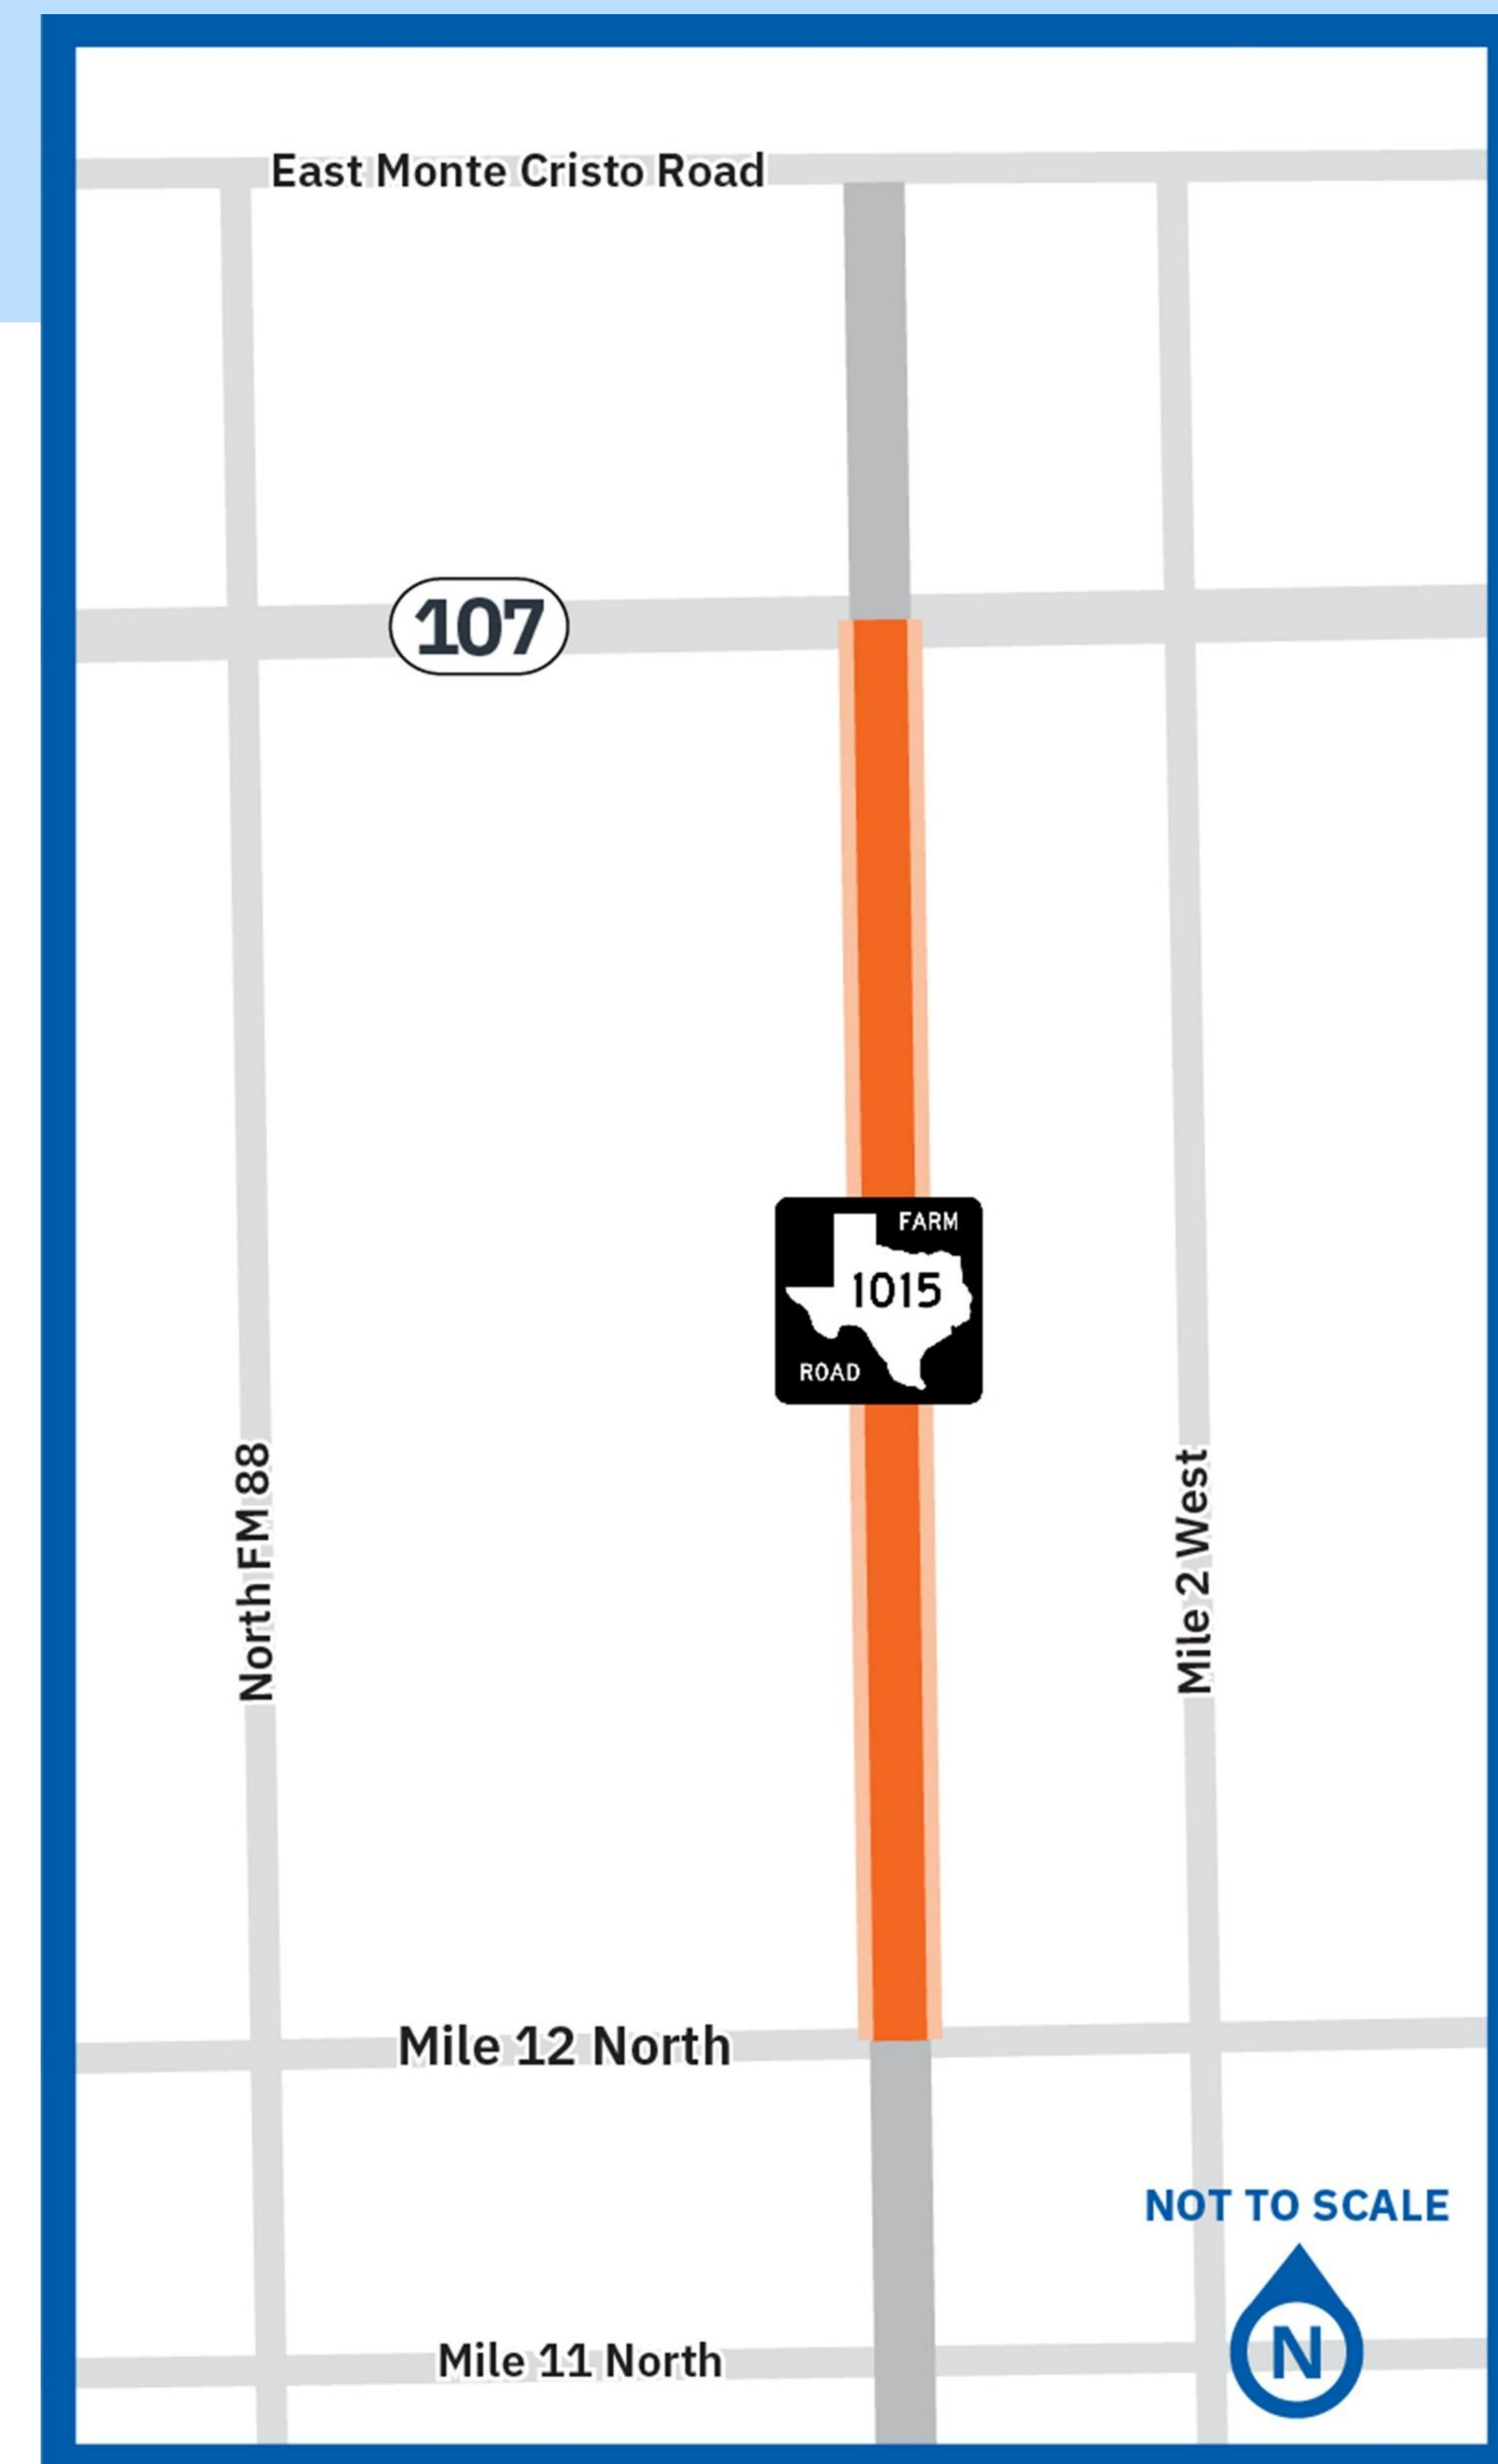 East Monte Cristo Road
107
FARM
1015
ROAD
North FM 88
Mile 2 West
Mile 12 North
NOT TO SCALE
Mile 11 North
N